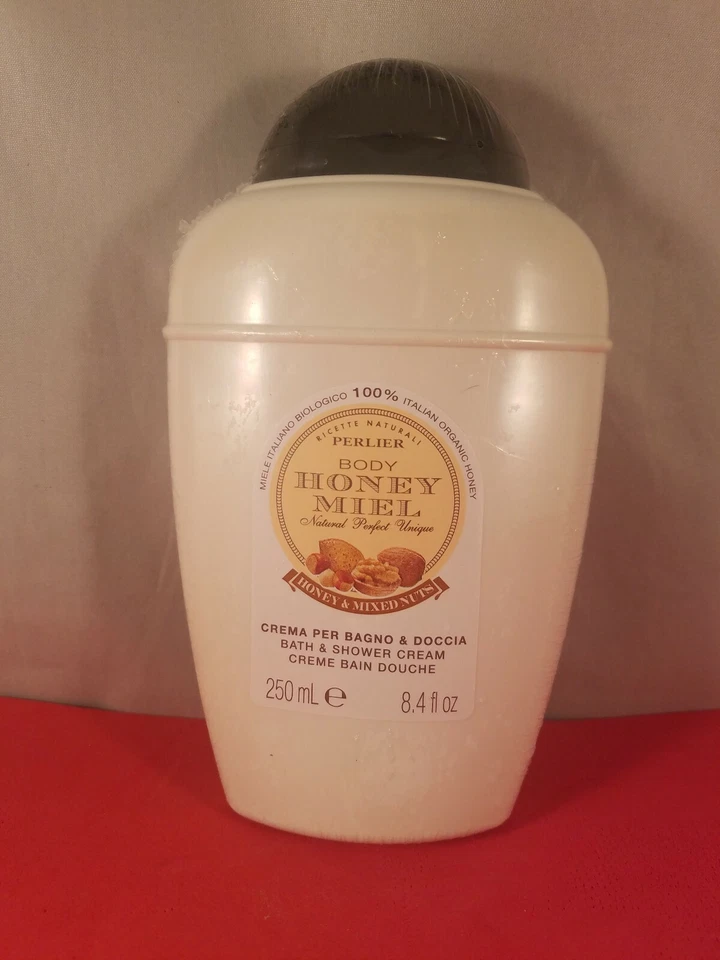 MIELE ITALIANO BIOLOGICO 100% ITALIAN ORGANIC HONEY
RICETTE NATURALI
PERLIER
BODY
HONEY
MIEL
Natural Perfect Unique
HONEY & MIXED NUTS
CREMA PER BAGNO & DOCCIA
BATH & SHOWER CREAM
CREME BAIN DOUCHE
250 mL e 8.4 fl oz